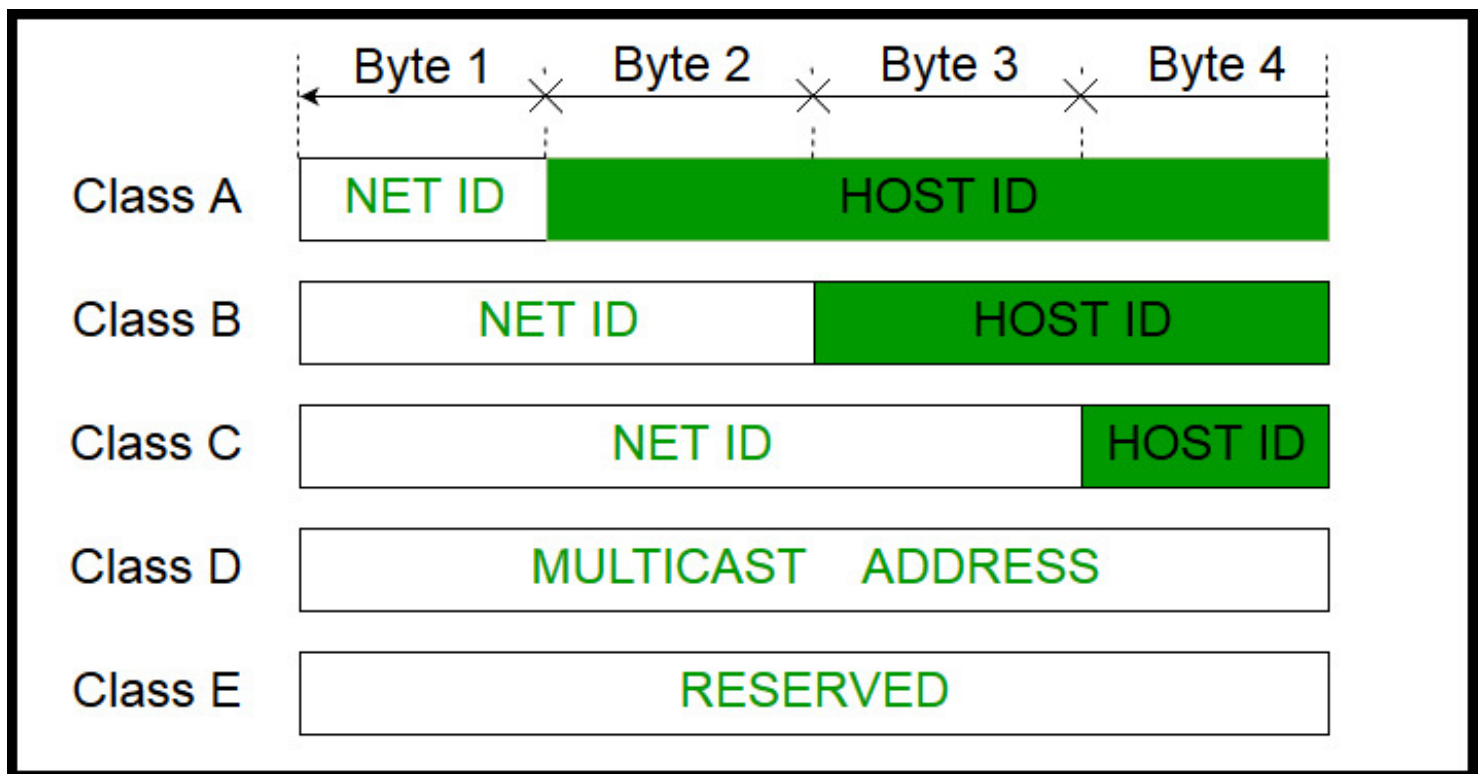 Byte 1 Byte 2 Byte 3 Byte 4
Class A NET ID HOST ID
Class B NET ID HOST ID
Class C NET ID HOST ID
Class D MULTICAST ADDRESS
Class E RESERVED